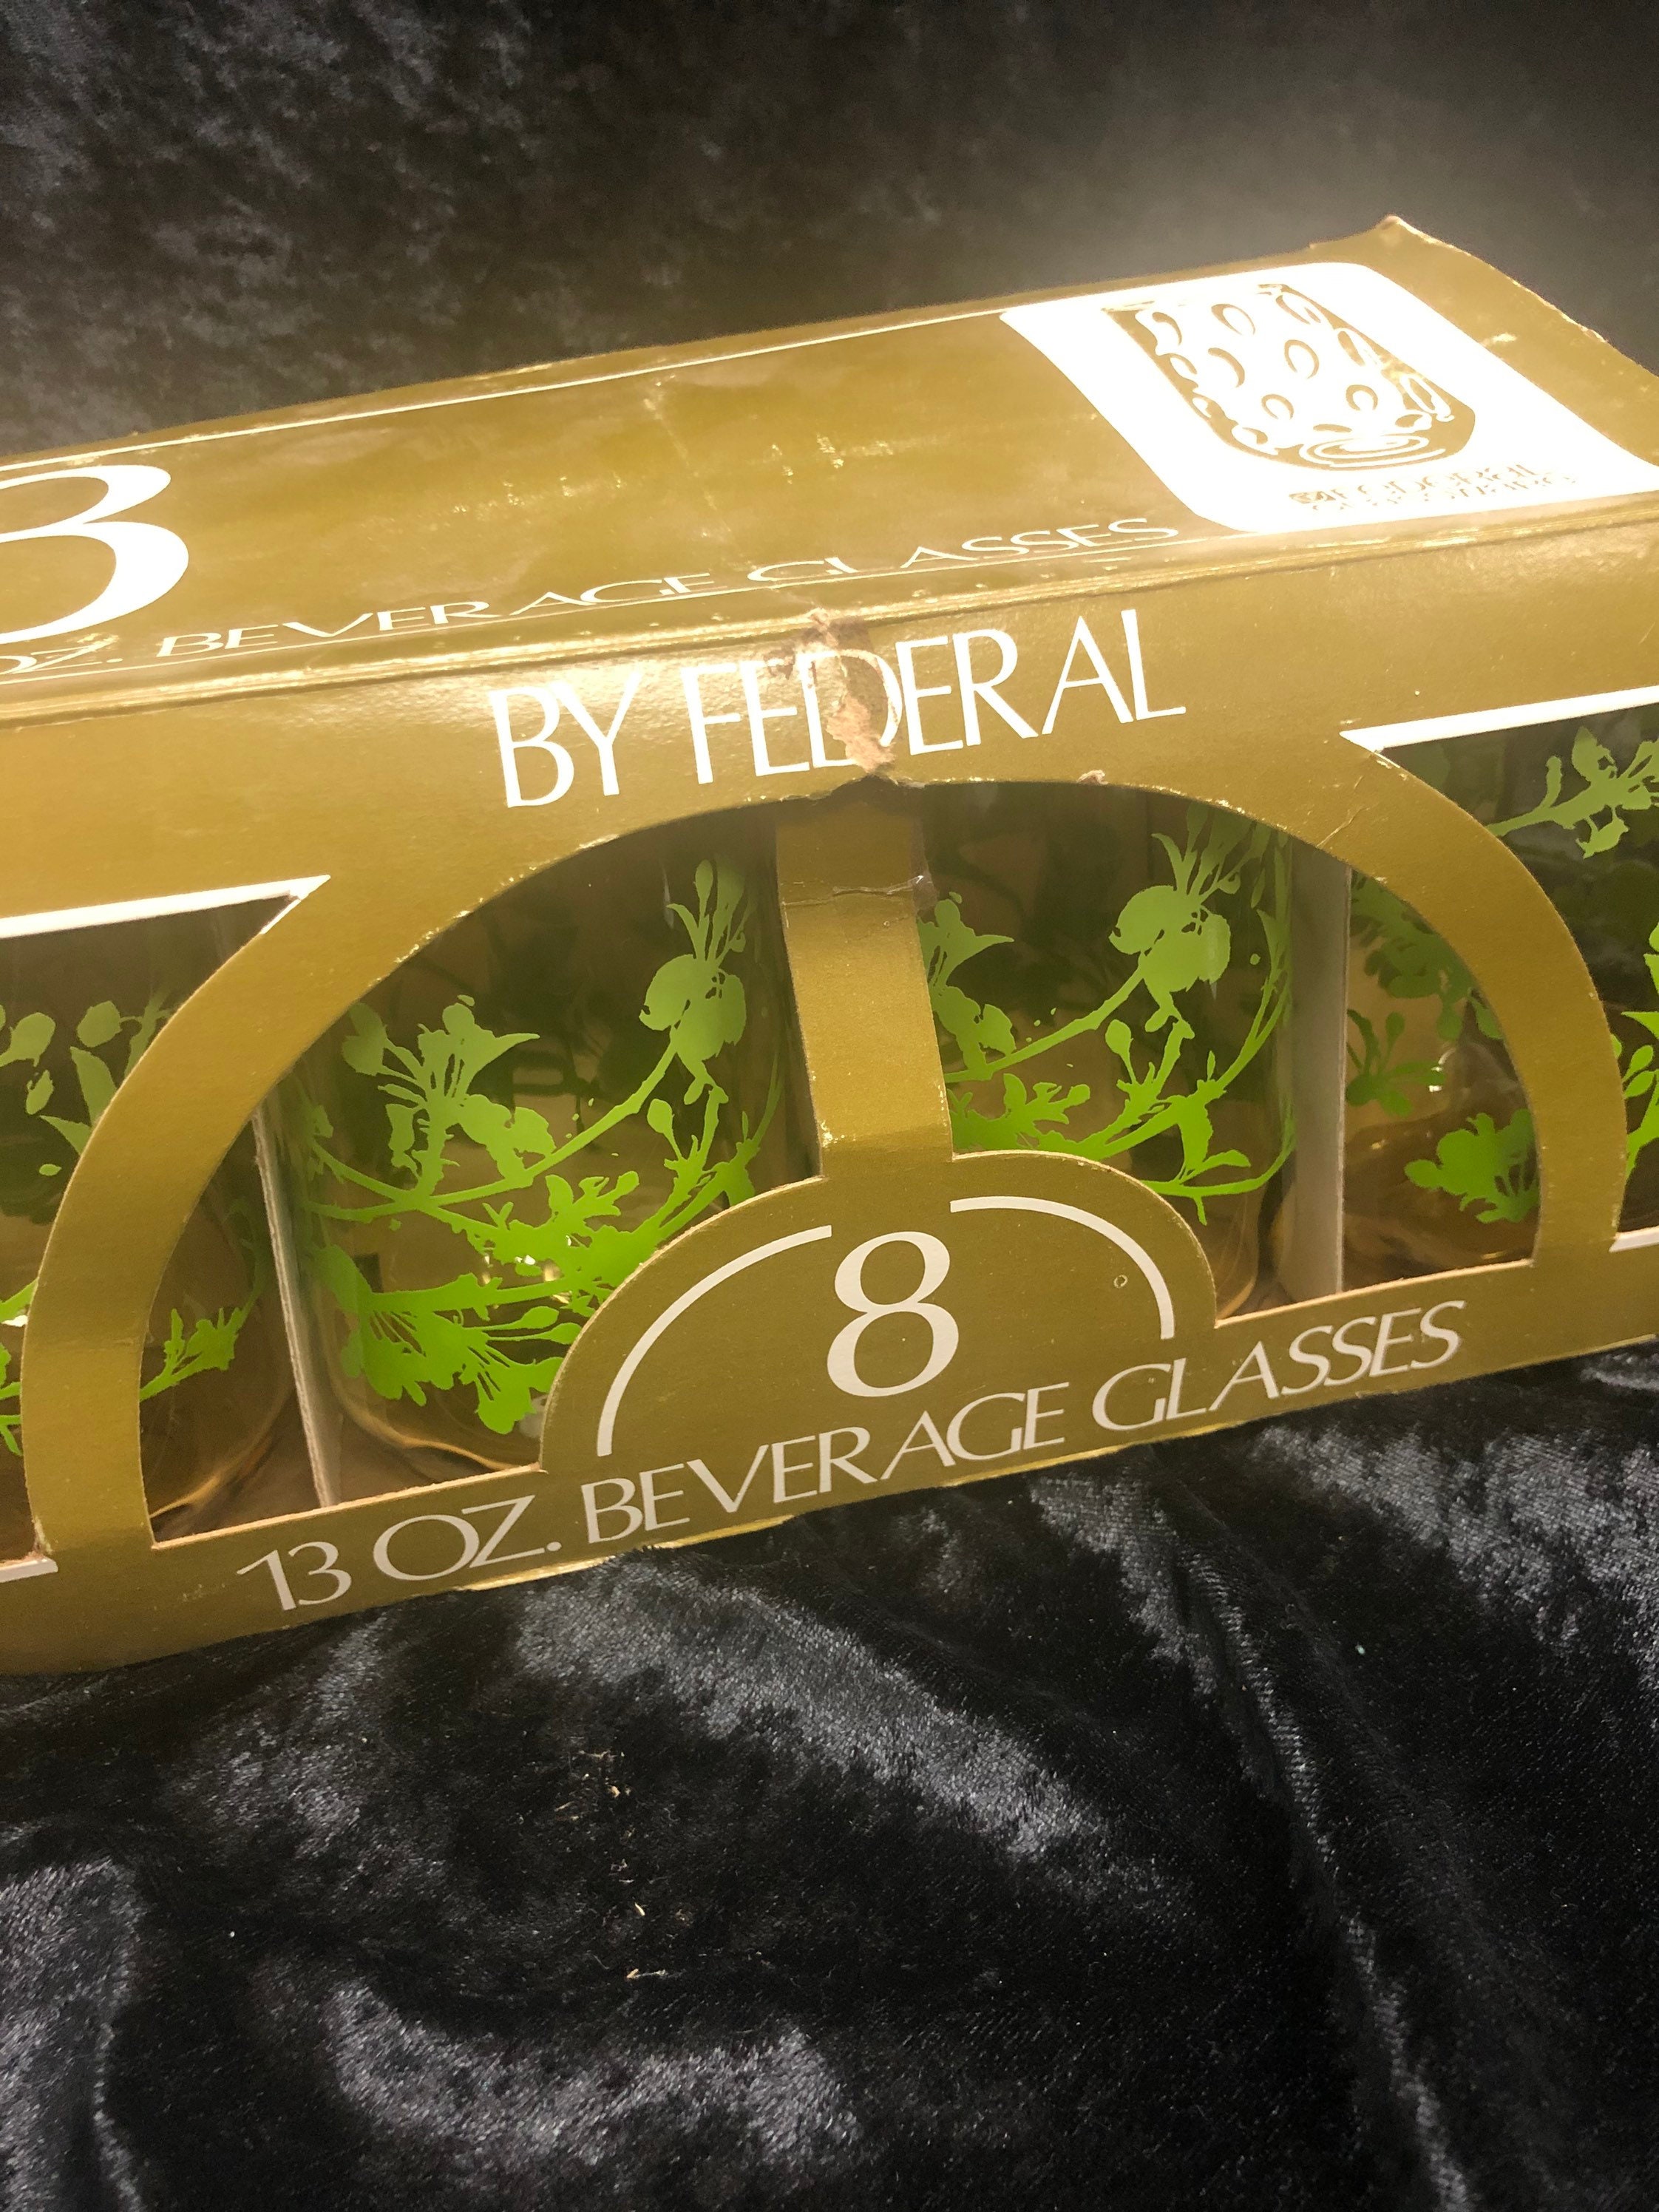 8
OZ. BEVERAGE GLASSES
BY FEDERAL
8
13 OZ. BEVERAGE GLASSES